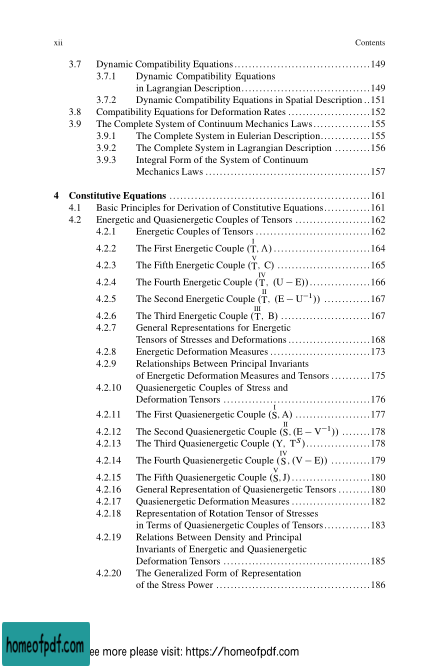 xii Contents
3.7 Dynamic Compatibility Equations.......................................149
3.7.1 Dynamic Compatibility Equations
in Lagrangian Description.....................................149
3.7.2 Dynamic Compatibility Equations in Spatial Description ..151
3.8 Compatibility Equations for Deformation Rates ........................152
3.9 The Complete System of Continuum Mechanics Laws.................155
3.9.1 The Complete System in Eulerian Description...............155
3.9.2 The Complete System in Lagrangian Description ..........156
3.9.3 Integral Form of the System of Continuum
Mechanics Laws ...............................................157
4 Constitutive Equations ..........................................................161
4.1 Basic Principles for Derivation of Constitutive Equations.............161
4.2 Energetic and Quasienergetic Couples of Tensors ......................162
4.2.1 Energetic Couples of Tensors .................................162
4.2.2 The First Energetic Couple (T^I, Λ)............................164
4.2.3 The Fifth Energetic Couple (T^V, C) ...........................165
4.2.4 The Fourth Energetic Couple (T^IV, (U − E))..................166
4.2.5 The Second Energetic Couple (T^II, (E − U⁻¹)) .............167
4.2.6 The Third Energetic Couple (T^III, B) ..........................167
4.2.7 General Representations for Energetic
Tensors of Stresses and Deformations........................168
4.2.8 Energetic Deformation Measures .............................173
4.2.9 Relationships Between Principal Invariants
of Energetic Deformation Measures and Tensors ...........175
4.2.10 Quasienergetic Couples of Stress and
Deformation Tensors ..........................................176
4.2.11 The First Quasienergetic Couple (S^I, A) ......................177
4.2.12 The Second Quasienergetic Couple (S^II, (E − V⁻¹)) ........178
4.2.13 The Third Quasienergetic Couple (Y, T^S)...................178
4.2.14 The Fourth Quasienergetic Couple (S^IV, (V − E)) ...........179
4.2.15 The Fifth Quasienergetic Couple (S^V, J)......................180
4.2.16 General Representation of Quasienergetic Tensors .........180
4.2.17 Quasienergetic Deformation Measures .......................182
4.2.18 Representation of Rotation Tensor of Stresses
in Terms of Quasienergetic Couples of Tensors.............183
4.2.19 Relations Between Density and Principal
Invariants of Energetic and Quasienergetic
Deformation Tensors ..........................................185
4.2.20 The Generalized Form of Representation
of the Stress Power ............................................186
homeofpdf.com ee more please visit: https://homeofpdf.com